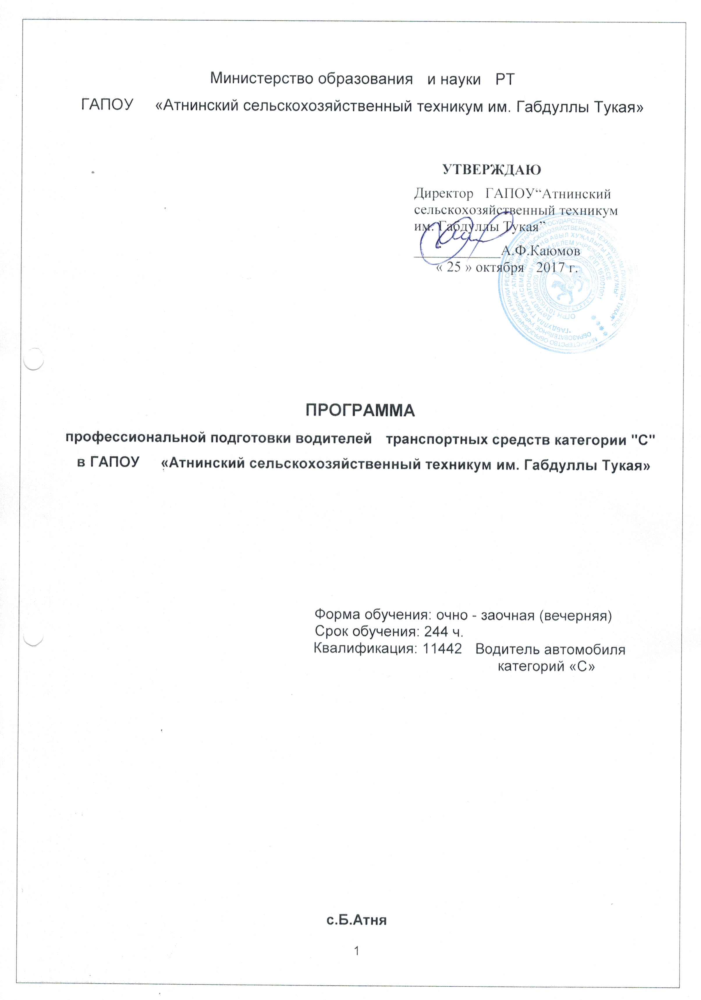 Министерство образования и науки РТ
ГАПОУ «Атнинский сельскохозяйственный техникум им. Габдуллы Тукая»
УТВЕРЖДАЮ
Директор ГАПОУ“Атнинский
сельскохозяйственный техникум
им. Габдуллы Тукая”
____________А.Ф.Каюмов
« 25 » октября 2017 г.
ПРОГРАММА
профессиональной подготовки водителей транспортных средств категории "С"
в ГАПОУ «Атнинский сельскохозяйственный техникум им. Габдуллы Тукая»
Форма обучения: очно - заочная (вечерняя)
Срок обучения: 244 ч.
Квалификация: 11442 Водитель автомобиля
категорий «С»
с.Б.Атня
1